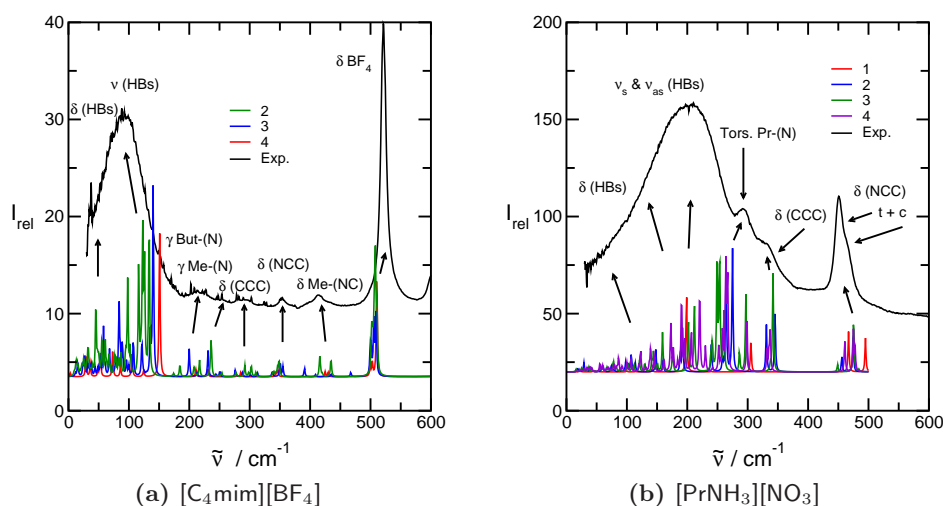 40
30
20
10
0
I_rel
0 100 200 300 400 500 600
ṽ / cm⁻¹
ν (HBs)
δ (HBs)
δ BF₄
2
3
4
Exp.
γ But-(N)
γ Me-(N)
δ (CCC)
δ (NCC)
δ Me-(NC)
(a) [C₄mim][BF₄]
200
150
100
50
0
I_rel
0 100 200 300 400 500 600
ṽ / cm⁻¹
1
2
3
4
Exp.
νₛ & νₐₛ (HBs)
Tors. Pr-(N)
δ (HBs)
δ (CCC)
δ (NCC)
t + c
(b) [PrNH₃][NO₃]